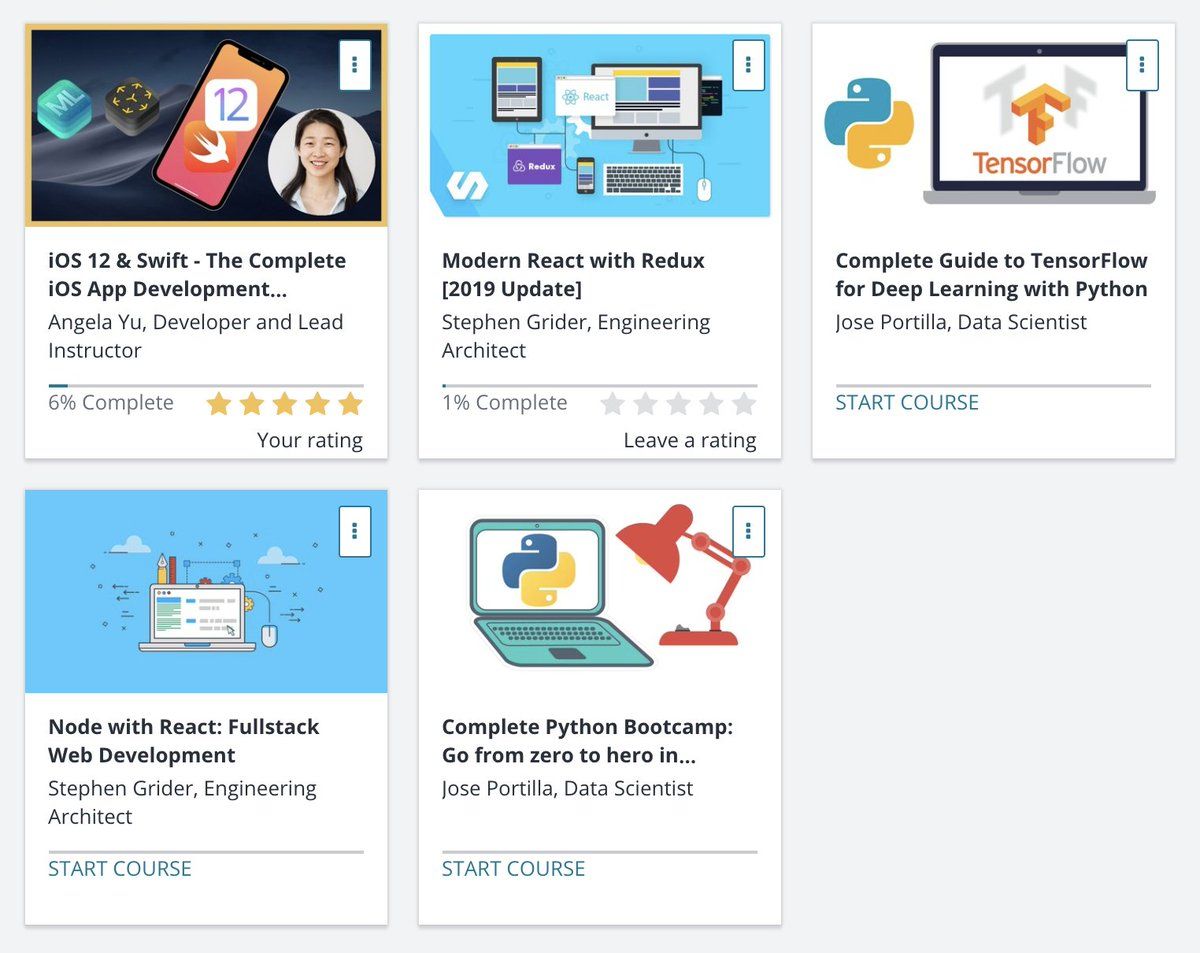 ML
12
React
Redux
TensorFlow
iOS 12 & Swift - The Complete
iOS App Development...
Angela Yu, Developer and Lead
Instructor
6% Complete
Your rating
Modern React with Redux
[2019 Update]
Stephen Grider, Engineering
Architect
1% Complete
Leave a rating
Complete Guide to TensorFlow
for Deep Learning with Python
Jose Portilla, Data Scientist
START COURSE
Node with React: Fullstack
Web Development
Stephen Grider, Engineering
Architect
START COURSE
Complete Python Bootcamp:
Go from zero to hero in...
Jose Portilla, Data Scientist
START COURSE